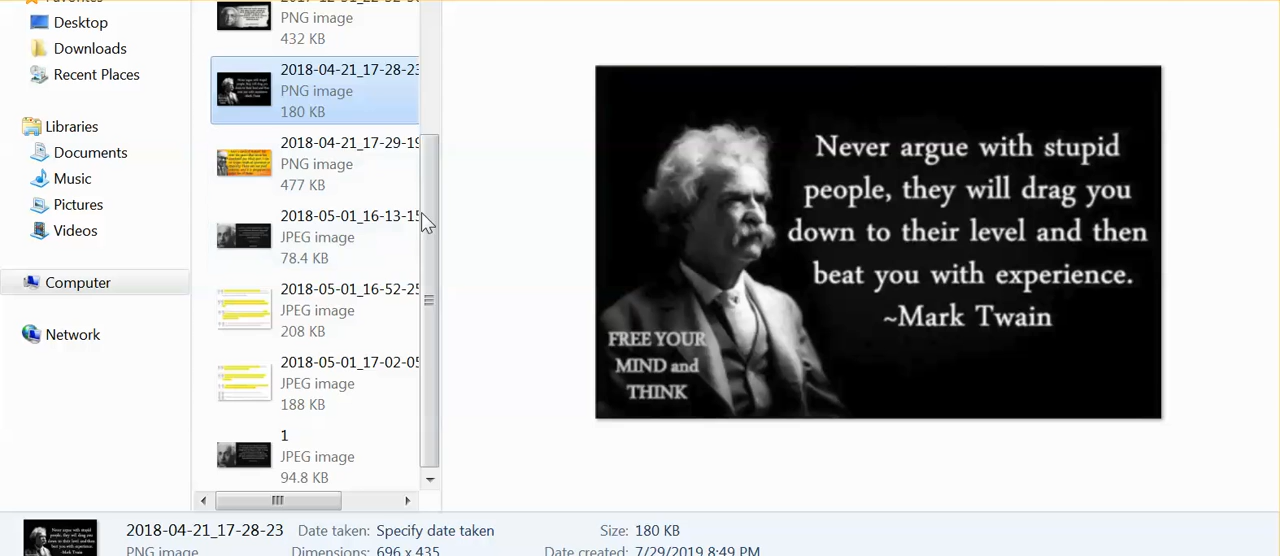 Desktop
Downloads
Recent Places
Libraries
Documents
Music
Pictures
Videos
Computer
Network
PNG image
432 KB
2018-04-21_17-28-23
PNG image
180 KB
2018-04-21_17-29-19
PNG image
477 KB
2018-05-01_16-13-15
JPEG image
78.4 KB
2018-05-01_16-52-25
JPEG image
208 KB
2018-05-01_17-02-05
JPEG image
188 KB
1
JPEG image
94.8 KB
Never argue with stupid
people, they will drag you
down to their level and then
beat you with experience.
~Mark Twain
FREE YOUR
MIND and
THINK
2018-04-21_17-28-23 Date taken: Specify date taken Size: 180 KB
PNG image Dimensions: 696 x 435 Date created: 7/29/2019 8:49 PM